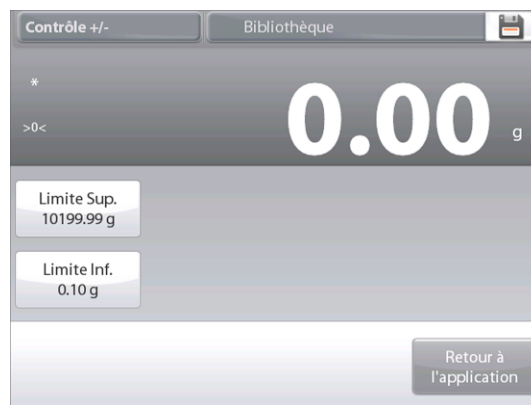 Contrôle +/-
Bibliothèque
*
>0<
0.00 g
Limite Sup.
10199.99 g
Limite Inf.
0.10 g
Retour à
l'application